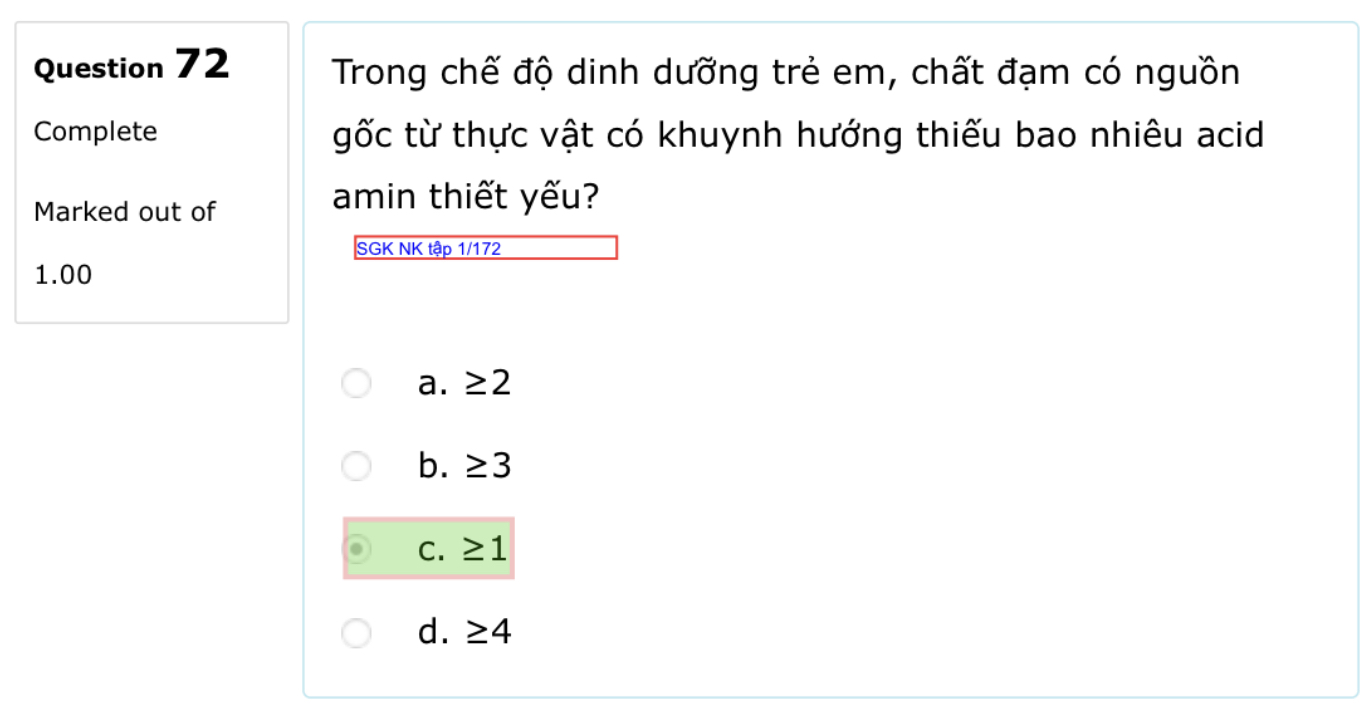 Question 72
Complete
Marked out of
1.00
Trong chế độ dinh dưỡng trẻ em, chất đạm có nguồn
gốc từ thực vật có khuynh hướng thiếu bao nhiêu acid
amin thiết yếu?
SGK NK tập 1/172
a. ≥2
b. ≥3
c. ≥1
d. ≥4